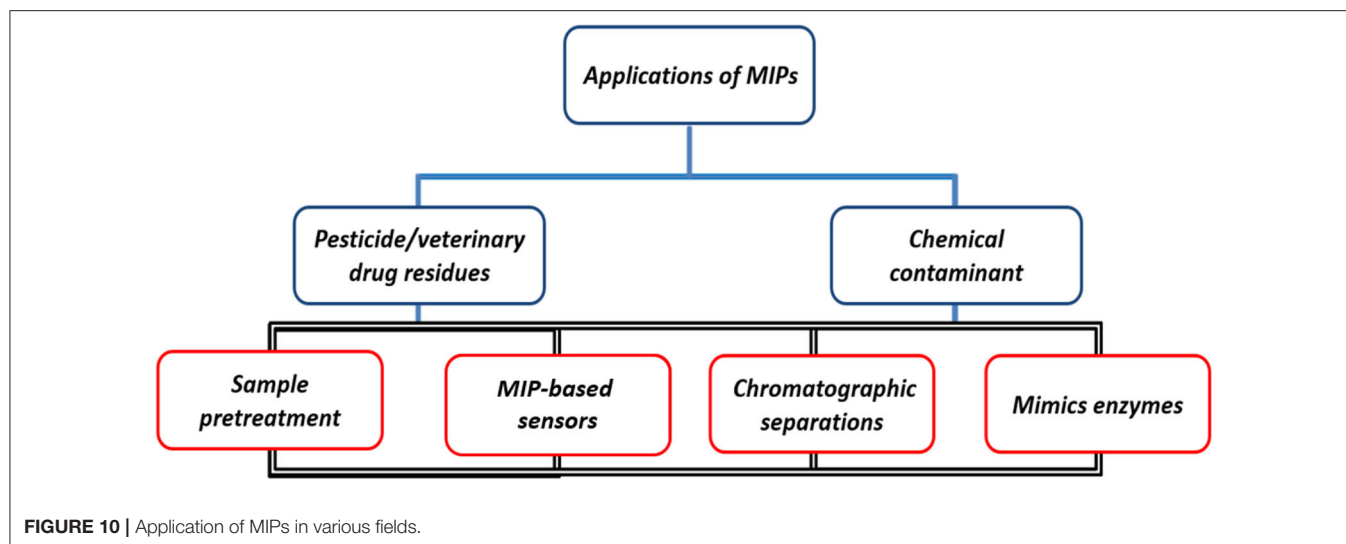 Applications of MIPs
Pesticide/veterinary
drug residues
Chemical
contaminant
Sample
pretreatment
MIP-based
sensors
Chromatographic
separations
Mimics enzymes
FIGURE 10 | Application of MIPs in various fields.